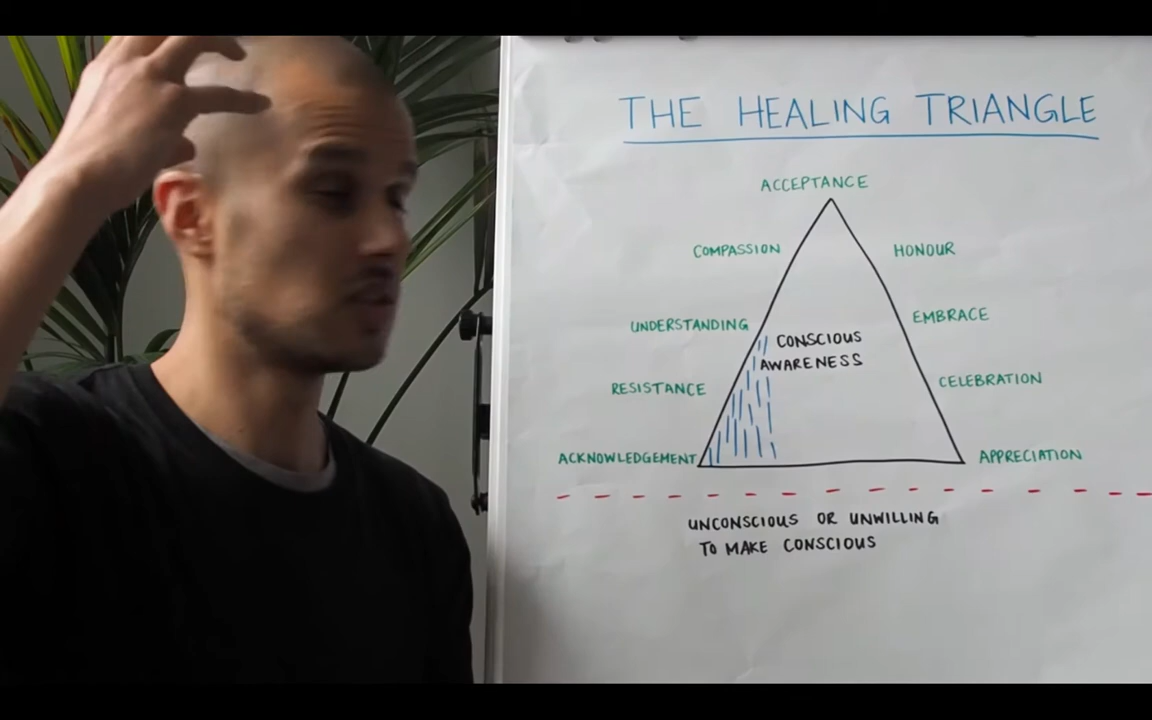 THE HEALING TRIANGLE
ACCEPTANCE
COMPASSION
HONOUR
UNDERSTANDING
EMBRACE
CONSCIOUS
AWARENESS
RESISTANCE
CELEBRATION
ACKNOWLEDGEMENT
APPRECIATION
UNCONSCIOUS OR UNWILLING
TO MAKE CONSCIOUS